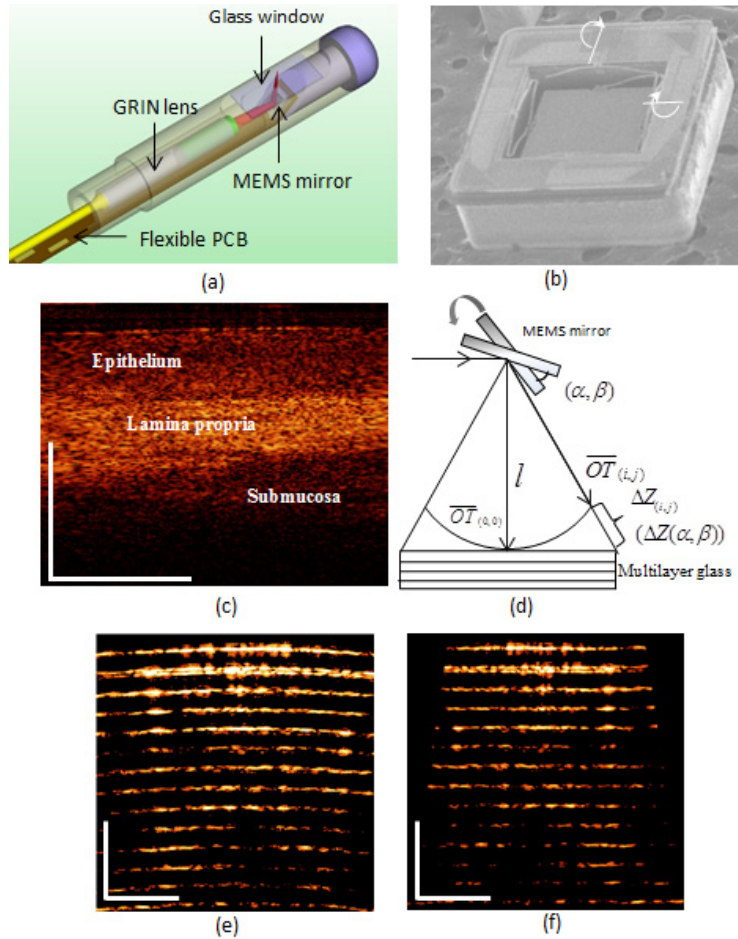 Glass window
GRIN lens
MEMS mirror
Flexible PCB
(a)
(b)
Epithelium
Lamina propria
Submucosa
(c)
MEMS mirror
(α, β)
l
OT (i,j)
OT (0,0)
ΔZ(i,j)
(ΔZ(α, β))
Multilayer glass
(d)
(e)
(f)